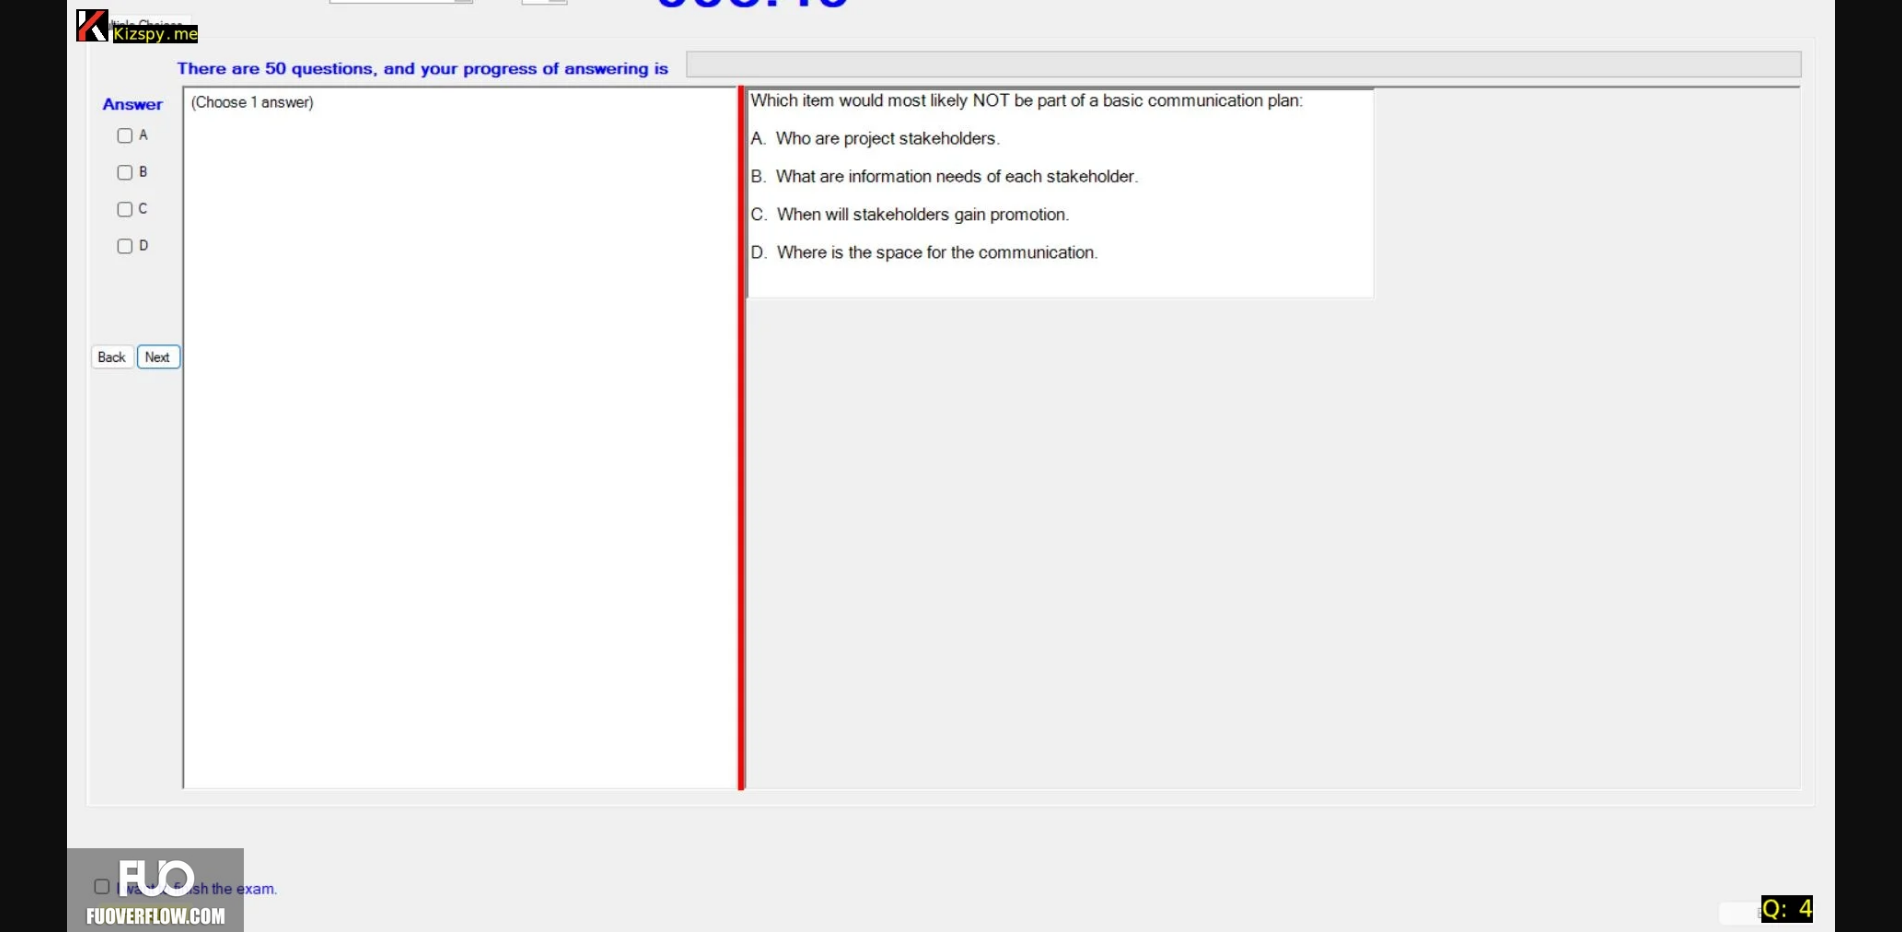 Kizspy.me
There are 50 questions, and your progress of answering is
Answer
(Choose 1 answer)
A
B
C
D
Back
Next
Which item would most likely NOT be part of a basic communication plan:
A. Who are project stakeholders.
B. What are information needs of each stakeholder.
C. When will stakeholders gain promotion.
D. Where is the space for the communication.
FUO
the exam.
FUOVERFLOW.COM
Q: 4